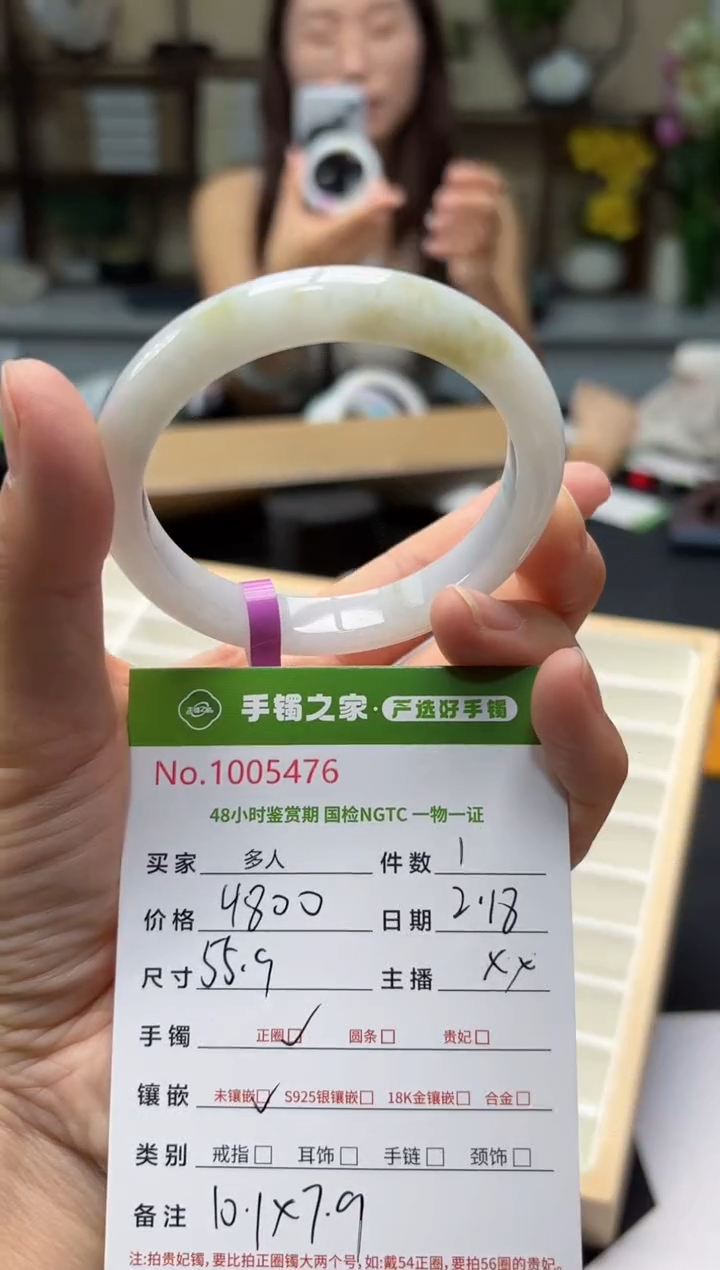 手镯之家·严选好手镯
No.1005476
48小时鉴赏期 国检NGTC 一物一证
买家 多人 件数 1
价格 4800 日期 2.18
尺寸 55.9 主播 xx
手镯 正圈☑ 圆条□ 贵妃□
镶嵌 未镶嵌☑ S925银镶嵌□ 18K金镶嵌□ 合金□
类别 戒指□ 耳饰□ 手链□ 颈饰□
备注 10.1x7.9
注:拍贵妃镯,要比拍正圈镯大两个号,如:戴54正圈,要拍56圈的贵妃。